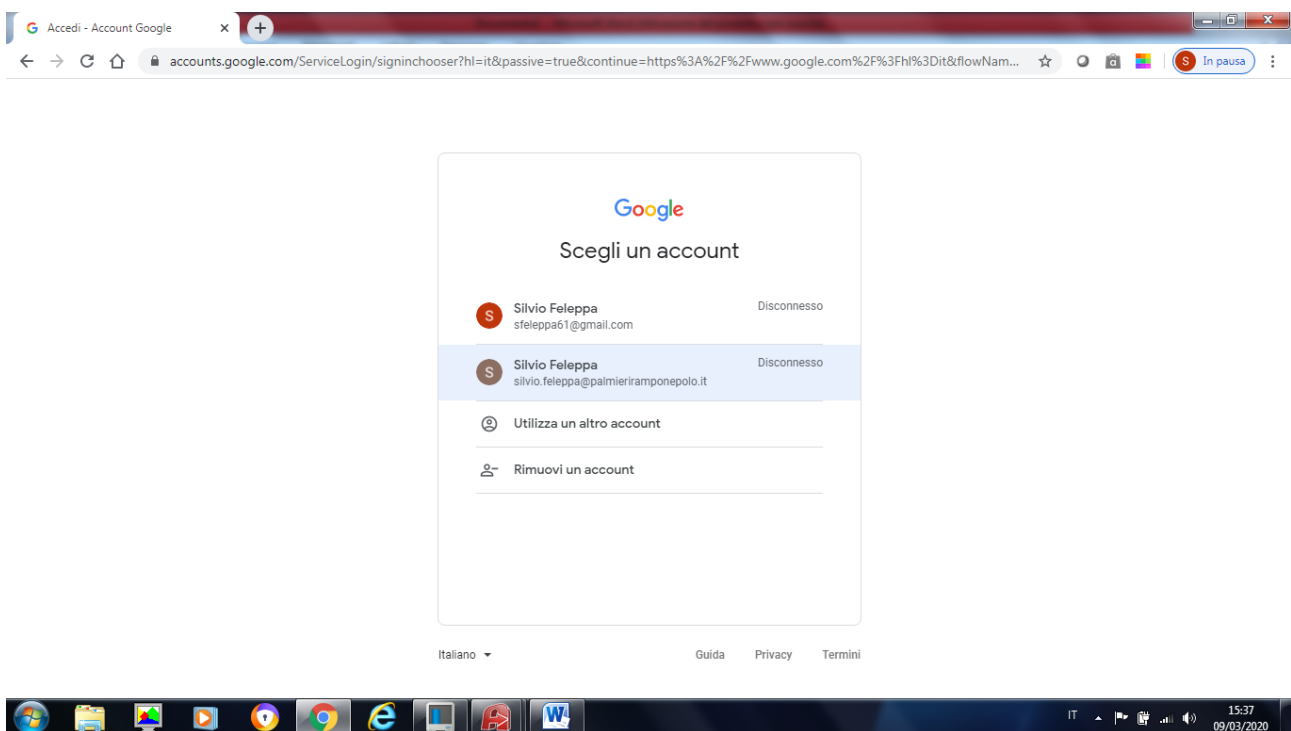 Accedi - Account Google
accounts.google.com/ServiceLogin/signinchooser?hl=it&passive=true&continue=https%3A%2F%2Fwww.google.com%2F%3Fhl%3Dit&flowNam...
S In pausa
Google
Scegli un account
S
Silvio Feleppa Disconnesso
sfeleppa61@gmail.com
S
Silvio Feleppa Disconnesso
silvio.feleppa@palmieriramponepolo.it
Utilizza un altro account
Rimuovi un account
Italiano Guida Privacy Termini
IT 15:37
09/03/2020